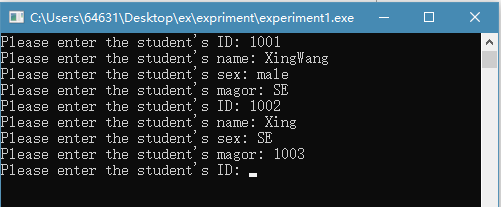 C:\Users\64631\Desktop\ex\expriment\experiment1.exe
Please enter the student's ID: 1001
Please enter the student's name: XingWang
Please enter the student's sex: male
Please enter the student's magor: SE
Please enter the student's ID: 1002
Please enter the student's name: Xing
Please enter the student's sex: SE
Please enter the student's magor: 1003
Please enter the student's ID: